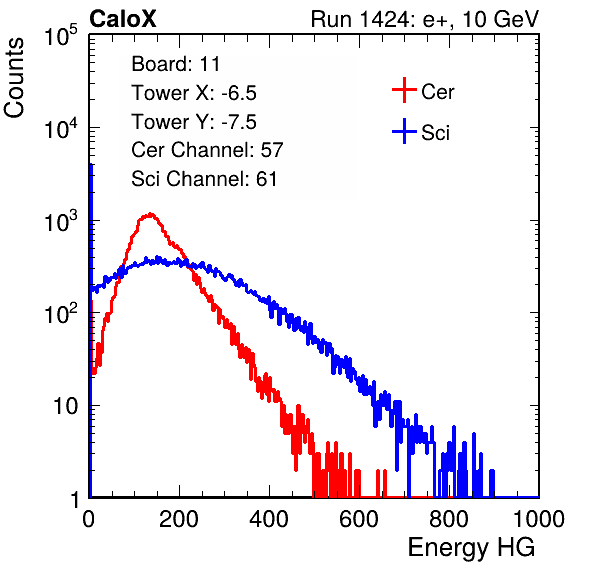 CaloX Run 1424: e+, 10 GeV
Counts
Board: 11
Tower X: -6.5
Tower Y: -7.5
Cer Channel: 57
Sci Channel: 61
Cer
Sci
10^5
10^4
10^3
10^2
10
1
0 200 400 600 800 1000
Energy HG